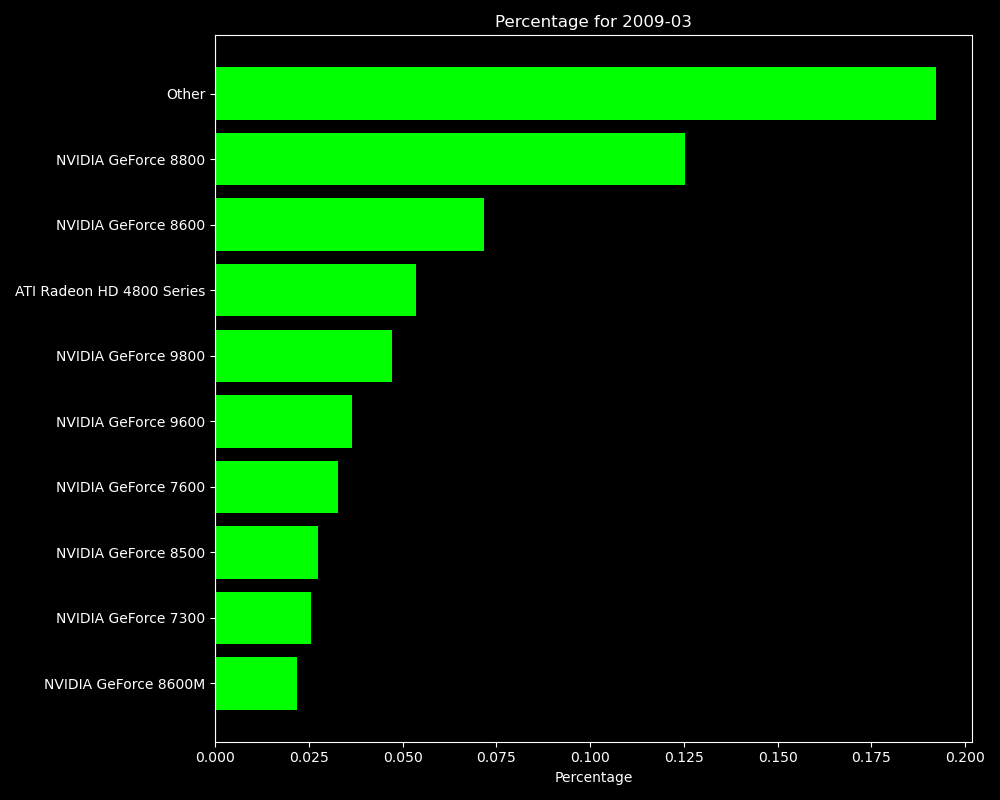 Percentage for 2009-03
Other
NVIDIA GeForce 8800
NVIDIA GeForce 8600
ATI Radeon HD 4800 Series
NVIDIA GeForce 9800
NVIDIA GeForce 9600
NVIDIA GeForce 7600
NVIDIA GeForce 8500
NVIDIA GeForce 7300
NVIDIA GeForce 8600M
0.000 0.025 0.050 0.075 0.100 0.125 0.150 0.175 0.200
Percentage